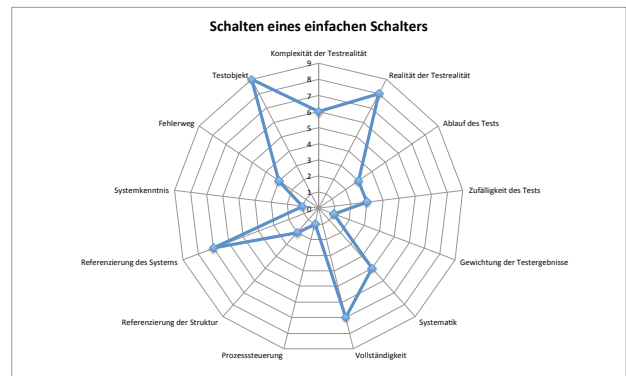 Schalten eines einfachen Schalters
Komplexität der Testrealität
Realität der Testrealität
Ablauf des Tests
Zufälligkeit des Tests
Gewichtung der Testergebnisse
Systematik
Vollständigkeit
Prozesssteuerung
Referenzierung der Struktur
Referenzierung des Systems
Systemkenntnis
Fehlerweg
Testobjekt
9
8
7
6
5
4
3
2
1
0